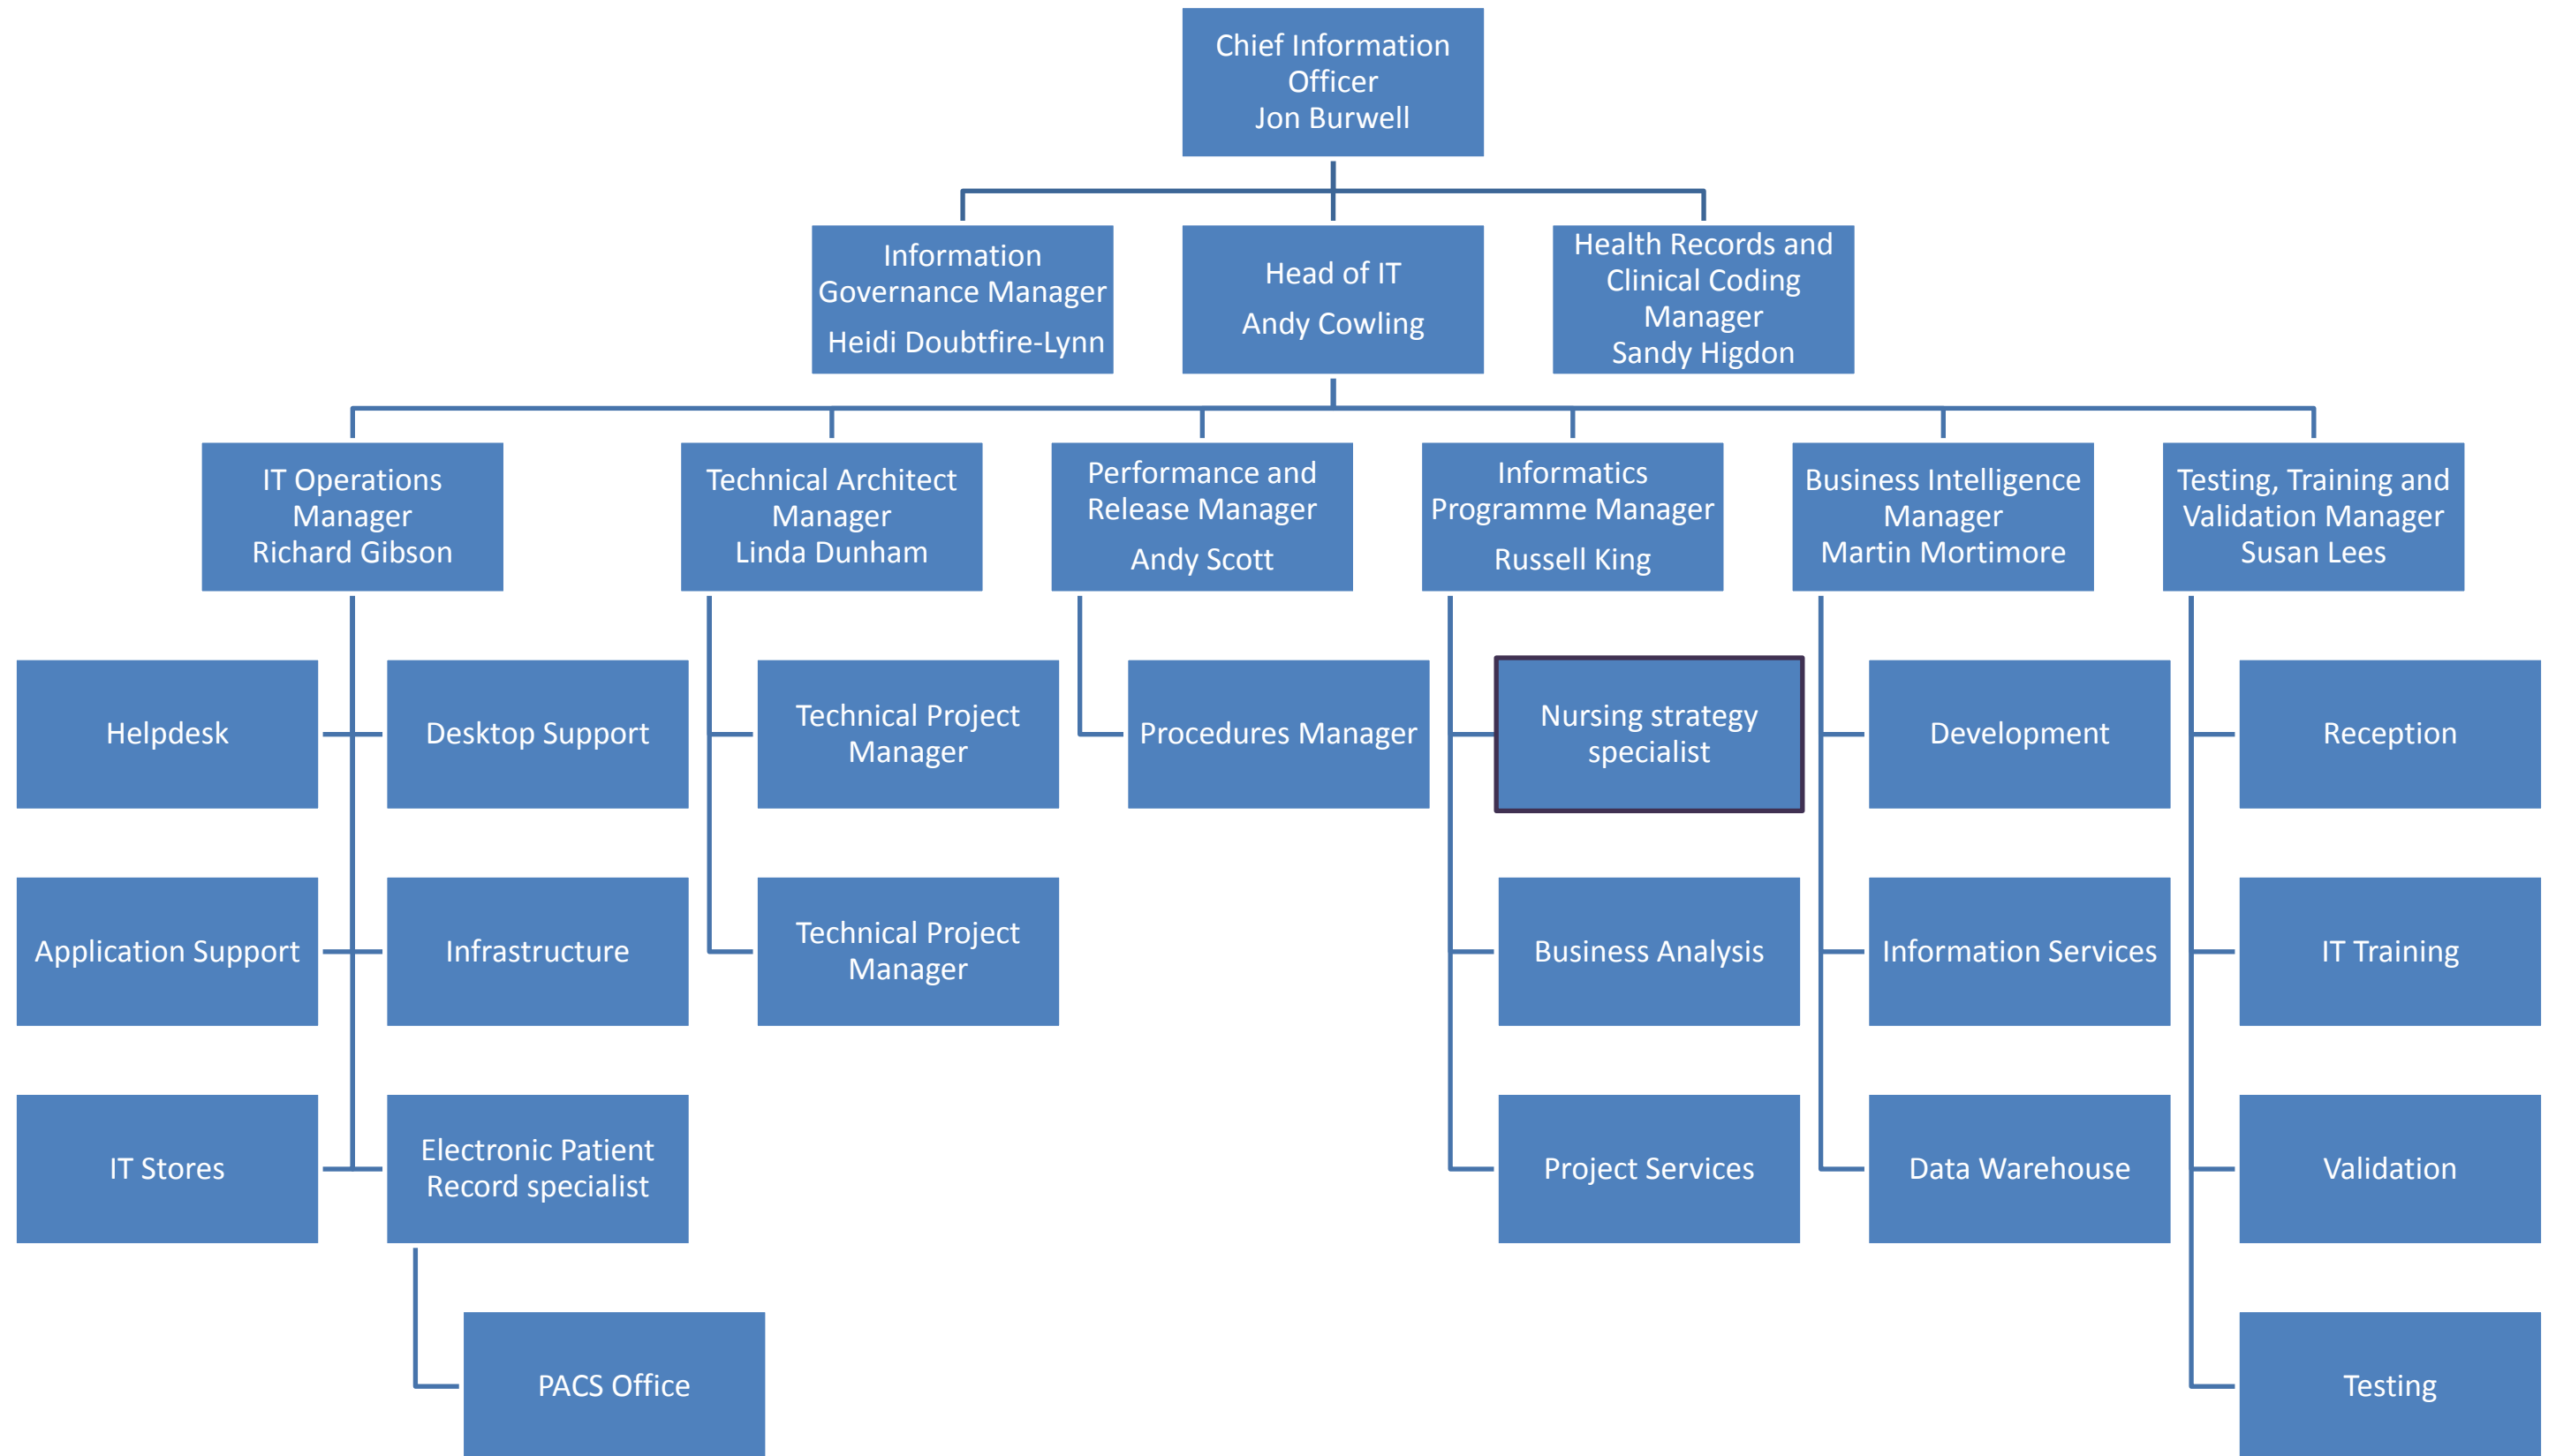 Chief Information
Officer
Jon Burwell
Information
Governance Manager
Heidi Doubtfire-Lynn
Head of IT
Andy Cowling
Health Records and
Clinical Coding
Manager
Sandy Higdon
IT Operations
Manager
Richard Gibson
Technical Architect
Manager
Linda Dunham
Performance and
Release Manager
Andy Scott
Informatics
Programme Manager
Russell King
Business Intelligence
Manager
Martin Mortimore
Testing, Training and
Validation Manager
Susan Lees
Helpdesk
Desktop Support
Technical Project
Manager
Procedures Manager
Nursing strategy
specialist
Development
Reception
Application Support
Infrastructure
Technical Project
Manager
Business Analysis
Information Services
IT Training
IT Stores
Electronic Patient
Record specialist
Project Services
Data Warehouse
Validation
PACS Office
Testing